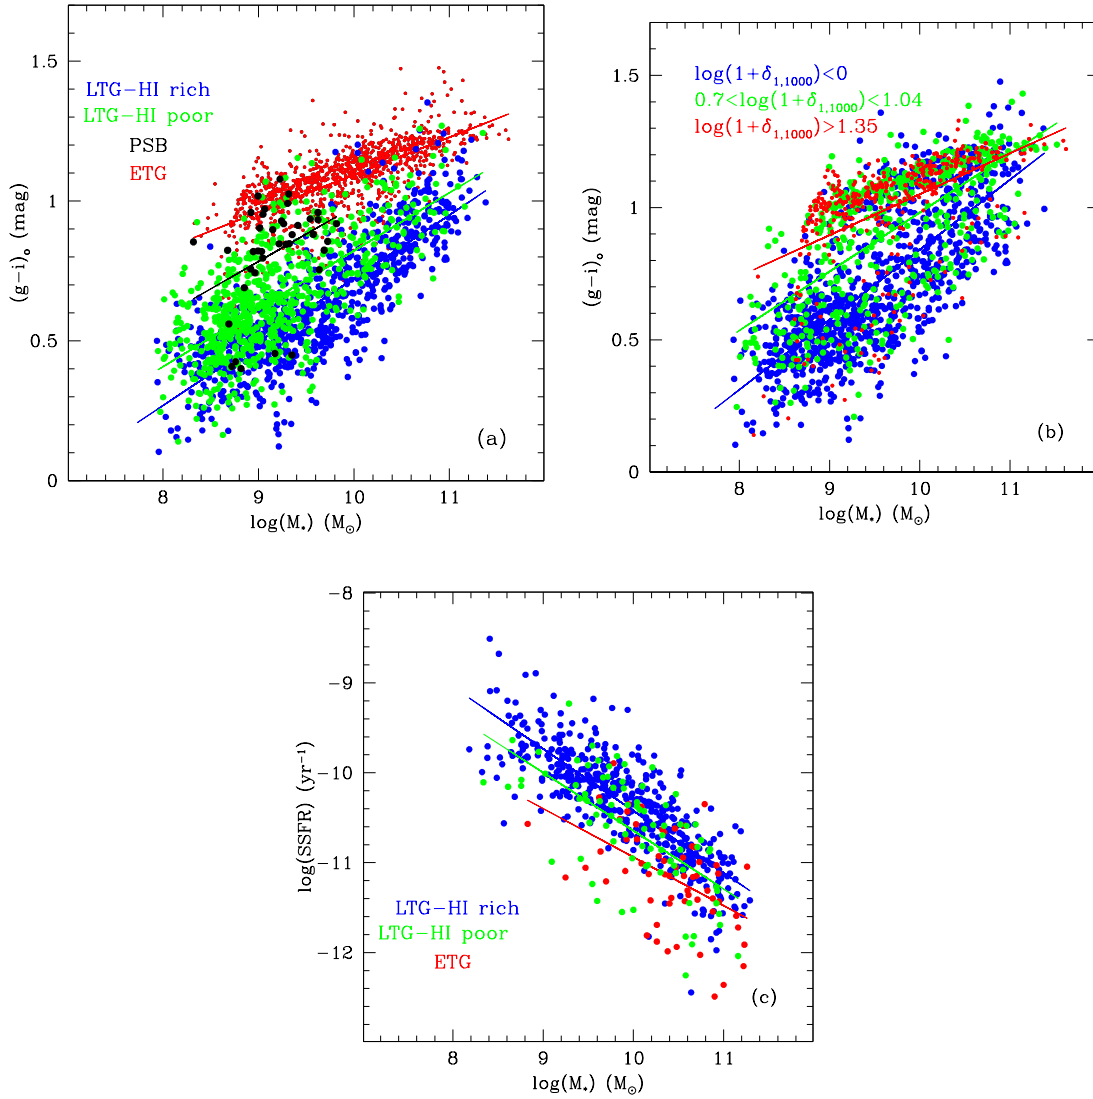 1.5
1
0.5
0
(g−i)ₒ (mag)
LTG−HI rich
LTG−HI poor
PSB
ETG
(a)
8 9 10 11
log(M*) (M⊙)
1.5
1
0.5
0
(g−i)ₒ (mag)
log(1+δ1,1000)<0
0.7<log(1+δ1,1000)<1.04
log(1+δ1,1000)>1.35
(b)
8 9 10 11
log(M*) (M⊙)
−8
−9
−10
−11
−12
log(SSFR) (yr⁻¹)
LTG−HI rich
LTG−HI poor
ETG
(c)
8 9 10 11
log(M*) (M⊙)